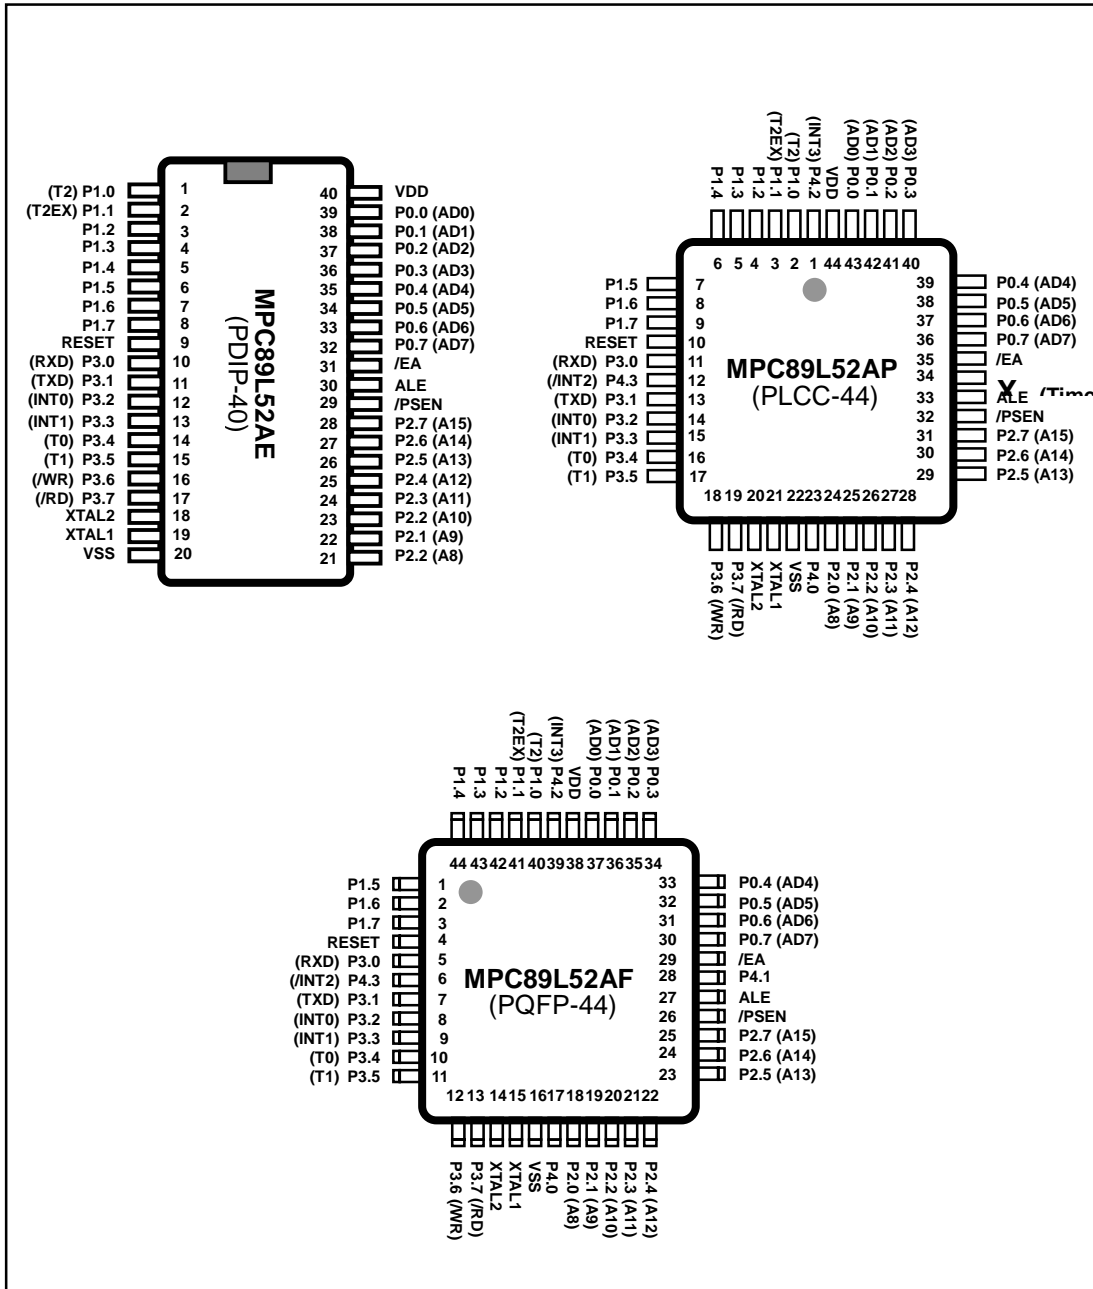 MPC89L52AE
(PDIP-40)
(T2) P1.0 1
(T2EX) P1.1 2
P1.2 3
P1.3 4
P1.4 5
P1.5 6
P1.6 7
P1.7 8
RESET 9
(RXD) P3.0 10
(TXD) P3.1 11
(INT0) P3.2 12
(INT1) P3.3 13
(T0) P3.4 14
(T1) P3.5 15
(/WR) P3.6 16
(/RD) P3.7 17
XTAL2 18
XTAL1 19
VSS 20
40 VDD
39 P0.0 (AD0)
38 P0.1 (AD1)
37 P0.2 (AD2)
36 P0.3 (AD3)
35 P0.4 (AD4)
34 P0.5 (AD5)
33 P0.6 (AD6)
32 P0.7 (AD7)
31 /EA
30 ALE
29 /PSEN
28 P2.7 (A15)
27 P2.6 (A14)
26 P2.5 (A13)
25 P2.4 (A12)
24 P2.3 (A11)
23 P2.2 (A10)
22 P2.1 (A9)
21 P2.2 (A8)
P1.4
P1.3
P1.2
(T2EX) P1.1
(T2) P1.0
(INT3) P4.2
VDD
(AD0) P0.0
(AD1) P0.1
(AD2) P0.2
(AD3) P0.3
6 5 4 3 2 1 44 43 42 41 40
P1.5 7
P1.6 8
P1.7 9
RESET 10
(RXD) P3.0 11
(/INT2) P4.3 12
(TXD) P3.1 13
(INT0) P3.2 14
(INT1) P3.3 15
(T0) P3.4 16
(T1) P3.5 17
MPC89L52AP
(PLCC-44)
39 P0.4 (AD4)
38 P0.5 (AD5)
37 P0.6 (AD6)
36 P0.7 (AD7)
35 /EA
34
33 ALE
32 /PSEN
31 P2.7 (A15)
30 P2.6 (A14)
29 P2.5 (A13)
18 19 20 21 22 23 24 25 26 27 28
P3.6 (/WR)
P3.7 (/RD)
XTAL2
XTAL1
VSS
P4.0
P2.0 (A8)
P2.1 (A9)
P2.2 (A10)
P2.3 (A11)
P2.4 (A12)
P1.4
P1.3
P1.2
(T2EX) P1.1
(T2) P1.0
(INT3) P4.2
VDD
(AD0) P0.0
(AD1) P0.1
(AD2) P0.2
(AD3) P0.3
44 43 42 41 40 39 38 37 36 35 34
P1.5 1
P1.6 2
P1.7 3
RESET 4
(RXD) P3.0 5
(/INT2) P4.3 6
(TXD) P3.1 7
(INT0) P3.2 8
(INT1) P3.3 9
(T0) P3.4 10
(T1) P3.5 11
MPC89L52AF
(PQFP-44)
33 P0.4 (AD4)
32 P0.5 (AD5)
31 P0.6 (AD6)
30 P0.7 (AD7)
29 /EA
28 P4.1
27 ALE
26 /PSEN
25 P2.7 (A15)
24 P2.6 (A14)
23 P2.5 (A13)
12 13 14 15 16 17 18 19 20 21 22
P3.6 (/WR)
P3.7 (/RD)
XTAL2
XTAL1
VSS
P4.0
P2.0 (A8)
P2.1 (A9)
P2.2 (A10)
P2.3 (A11)
P2.4 (A12)